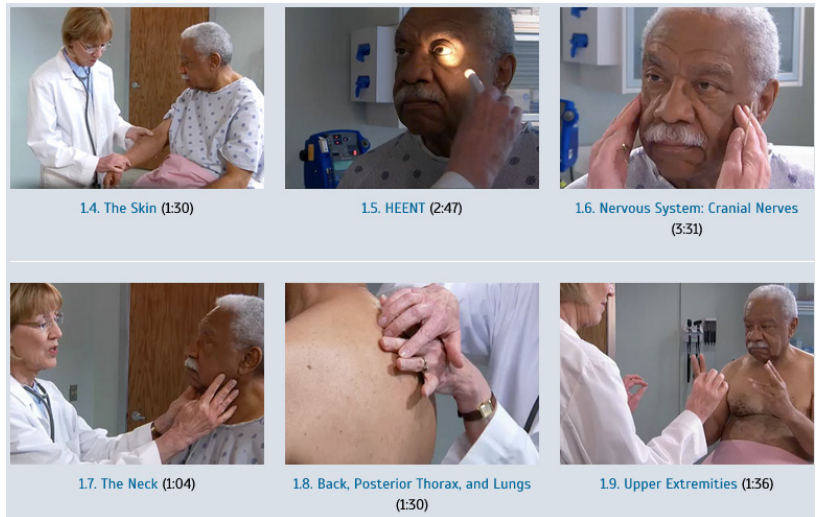 1.4. The Skin (1:30)
1.5. HEENT (2:47)
1.6. Nervous System: Cranial Nerves
(3:31)
1.7. The Neck (1:04)
1.8. Back, Posterior Thorax, and Lungs
(1:30)
1.9. Upper Extremities (1:36)